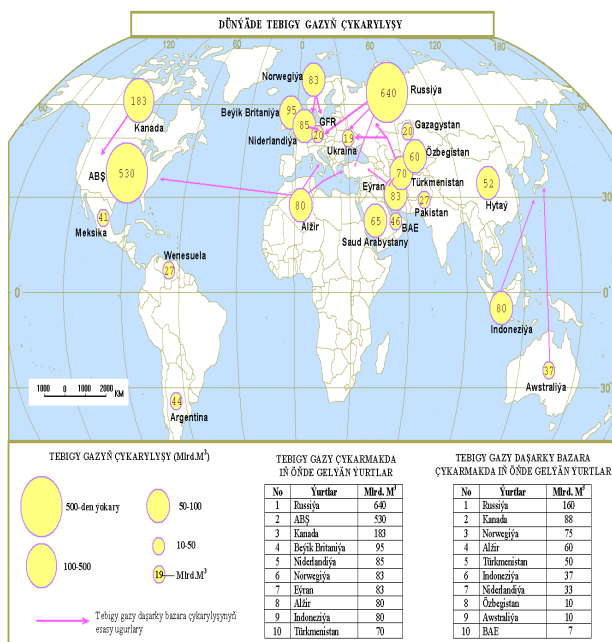 DÜNÝÄDE TEBIGY GAZYŇ ÇYKARYLYŞY
120
60
0
60
120
60
30
0
30
60
30
0
30
183
Kanada
530
ABŞ
41
Meksika
Wenesuela
27
44
Argentina
Norwegiýa
83
Beýik Britaniýa
95
85
Niderlandiýa
GFR
20
19
Ukraina
640
Russiýa
20
Gazagystan
60
Özbegistan
70
Türkmenistan
83
Eýran
27
Pakistan
46
BAE
65
Saud Arabystany
80
Alžir
52
Hytaý
80
Indoneziýa
37
Awstraliýa
1000 0 1000 2000
KM
TEBIGY GAZYŇ ÇYKARYLYŞY (Mlrd.M³)
500-den ýokary
50-100
10-50
100-500
19 Mlrd.M³
Tebigy gazy daşarky bazara çykarylyşynyň
esasy ugurlary
TEBIGY GAZY ÇYKARMAKDA
IŇ ÖŇDE GELÝÄN ÝURTLAR
No Ýurtlar Mlrd. M³
1 Russiýa 640
2 ABŞ 530
3 Kanada 183
4 Beýik Britaniýa 95
5 Niderlandiýa 85
6 Norwegiýa 83
7 Eýran 83
8 Alžir 80
9 Indoneziýa 80
10 Türkmenistan 70
TEBIGY GAZY DAŞARKY BAZARA
ÇYKARMAKDA IŇ ÖŇDE GELÝÄN ÝURTLAR
No Ýurtlar Mlrd. M³
1 Russiýa 160
2 Kanada 88
3 Norwegiýa 75
4 Alžir 60
5 Türkmenistan 50
6 Indoneziýa 37
7 Niderlandiýa 33
8 Özbegistan 10
9 Awstraliýa 10
10 BAE 7